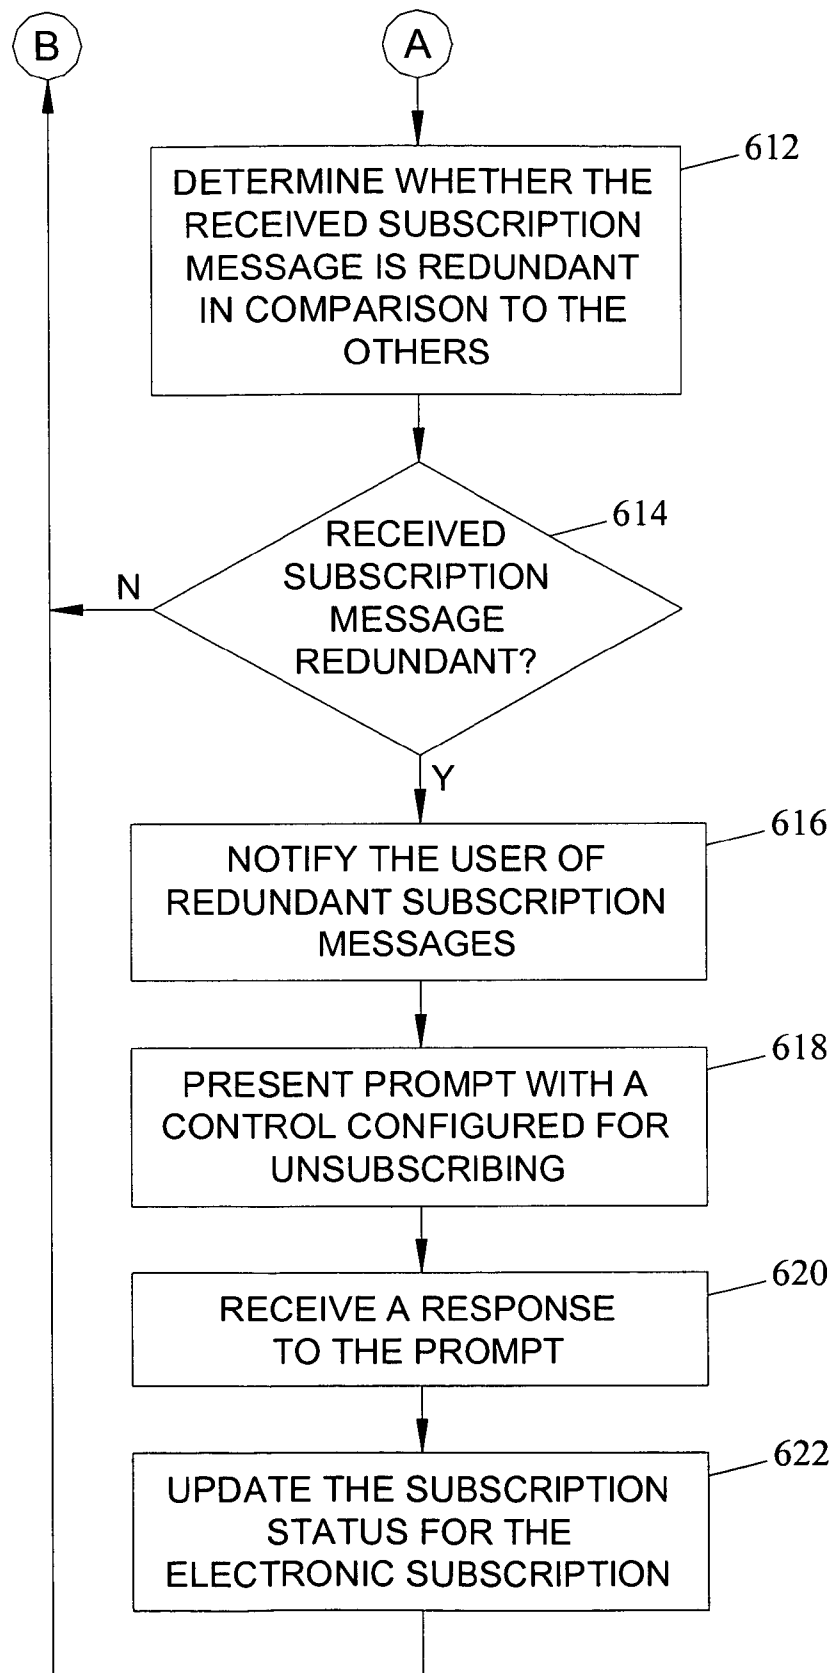 B
A
612
DETERMINE WHETHER THE
RECEIVED SUBSCRIPTION
MESSAGE IS REDUNDANT
IN COMPARISON TO THE
OTHERS
614
RECEIVED
SUBSCRIPTION
MESSAGE
REDUNDANT?
N
Y
616
NOTIFY THE USER OF
REDUNDANT SUBSCRIPTION
MESSAGES
618
PRESENT PROMPT WITH A
CONTROL CONFIGURED FOR
UNSUBSCRIBING
620
RECEIVE A RESPONSE
TO THE PROMPT
622
UPDATE THE SUBSCRIPTION
STATUS FOR THE
ELECTRONIC SUBSCRIPTION